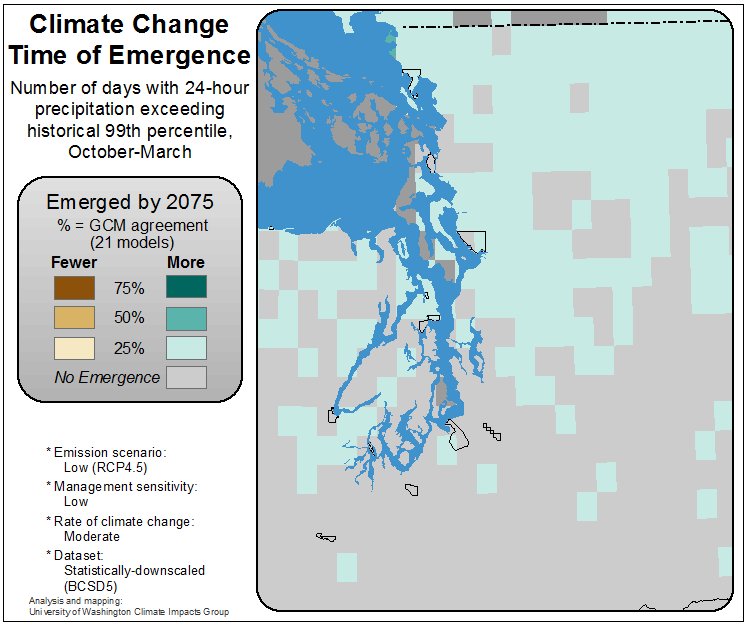 Climate Change
Time of Emergence
Number of days with 24-hour
precipitation exceeding
historical 99th percentile,
October-March
Emerged by 2075
% = GCM agreement
(21 models)
Fewer More
75%
50%
25%
No Emergence
* Emission scenario:
Low (RCP4.5)
* Management sensitivity:
Low
* Rate of climate change:
Moderate
* Dataset:
Statistically-downscaled
(BCSD5)
Analysis and mapping:
University of Washington Climate Impacts Group